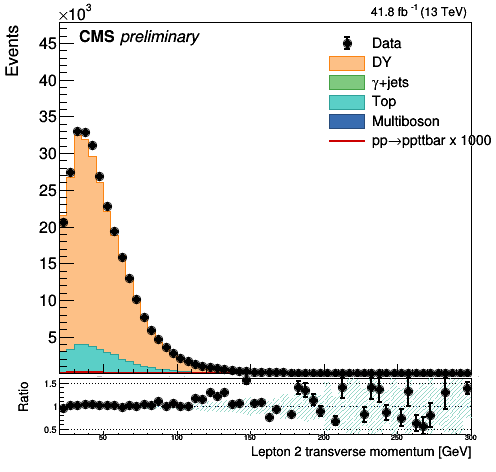 ×10³
41.8 fb⁻¹ (13 TeV)
CMS preliminary
Events
45
40
35
30
25
20
15
10
5
Data
DY
γ+jets
Top
Multiboson
pp→ppttbar x 1000
Ratio
1.5
1
0.5
50 100 150 200 250 300
Lepton 2 transverse momentum [GeV]